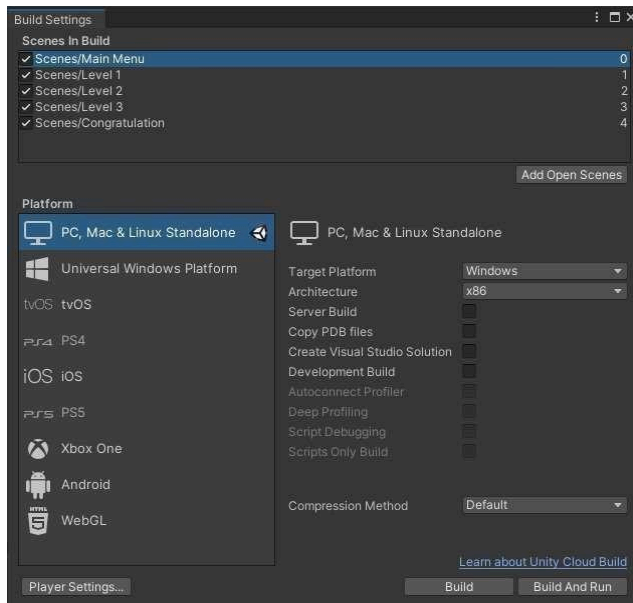 Build Settings
Scenes In Build
Scenes/Main Menu 0
Scenes/Level 1 1
Scenes/Level 2 2
Scenes/Level 3 3
Scenes/Congratulation 4
Add Open Scenes
Platform
PC, Mac & Linux Standalone
Universal Windows Platform
tvOS tvOS
PS4 PS4
iOS iOS
PS5 PS5
Xbox One
Android
HTML 5 WebGL
PC, Mac & Linux Standalone
Target Platform Windows
Architecture x86
Server Build
Copy PDB files
Create Visual Studio Solution
Development Build
Autoconnect Profiler
Deep Profiling
Script Debugging
Scripts Only Build
Compression Method Default
Learn about Unity Cloud Build
Player Settings... Build Build And Run